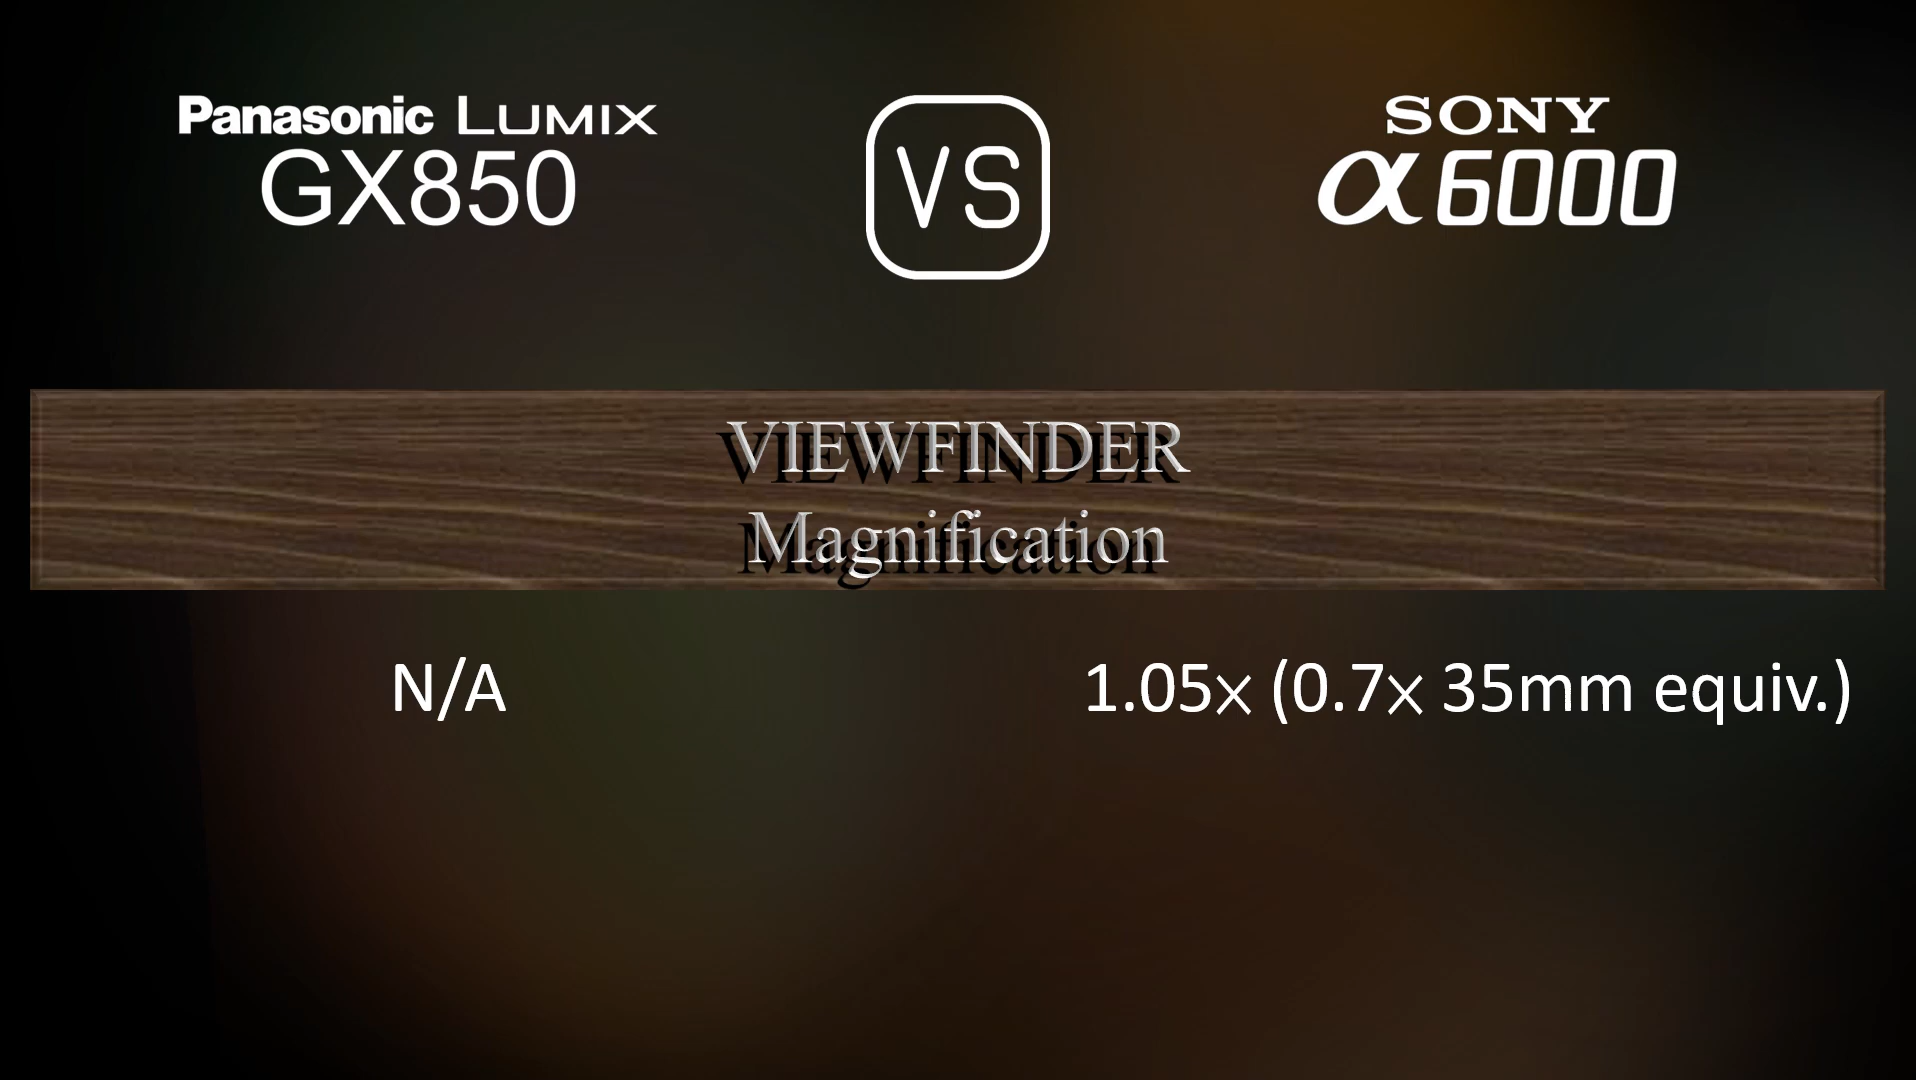 Panasonic LUMIX
GX850
VS
SONY
α6000
VIEWFINDER
Magnification
N/A
1.05x (0.7x 35mm equiv.)